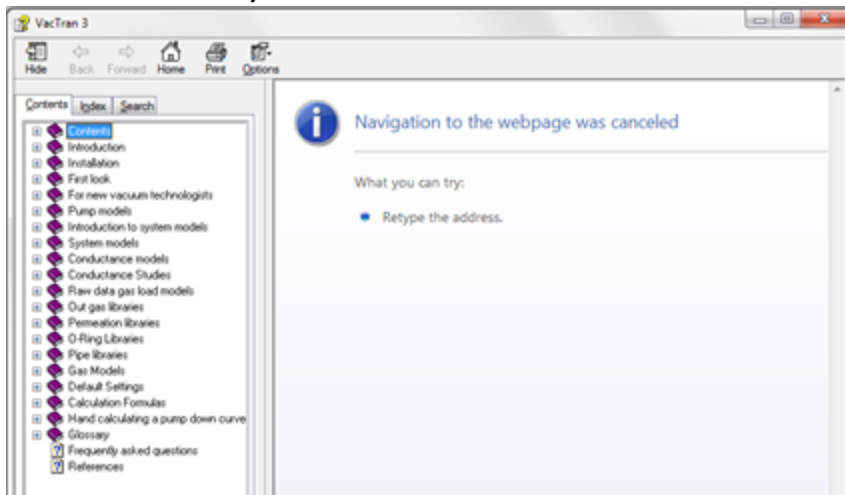 VacTran 3
Hide Back Forward Home Print Options
Contents Index Search
Contents
Introduction
Installation
First look
For new vacuum technologists
Pump models
Introduction to system models
System models
Conductance models
Conductance Studies
Raw data gas load models
Out gas libraries
Permeation libraries
O-Ring Libraries
Pipe libraries
Gas Models
Default Settings
Calculation Formulas
Hand calculating a pump down curve
Glossary
Frequently asked questions
References
Navigation to the webpage was canceled
What you can try:
Retype the address.